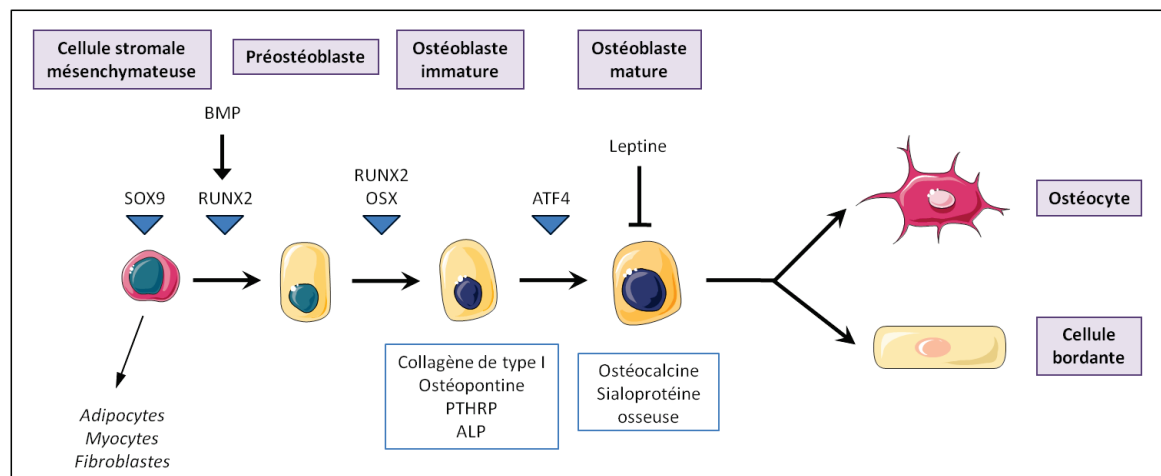 Cellule stromale
mésenchymateuse
Préostéoblaste
Ostéoblaste
immature
Ostéoblaste
mature
BMP
Leptine
SOX9
RUNX2
RUNX2
OSX
ATF4
Ostéocyte
Cellule
bordante
Collagène de type I
Ostéopontine
PTHRP
ALP
Ostéocalcine
Sialoprotéine
osseuse
Adipocytes
Myocytes
Fibroblastes